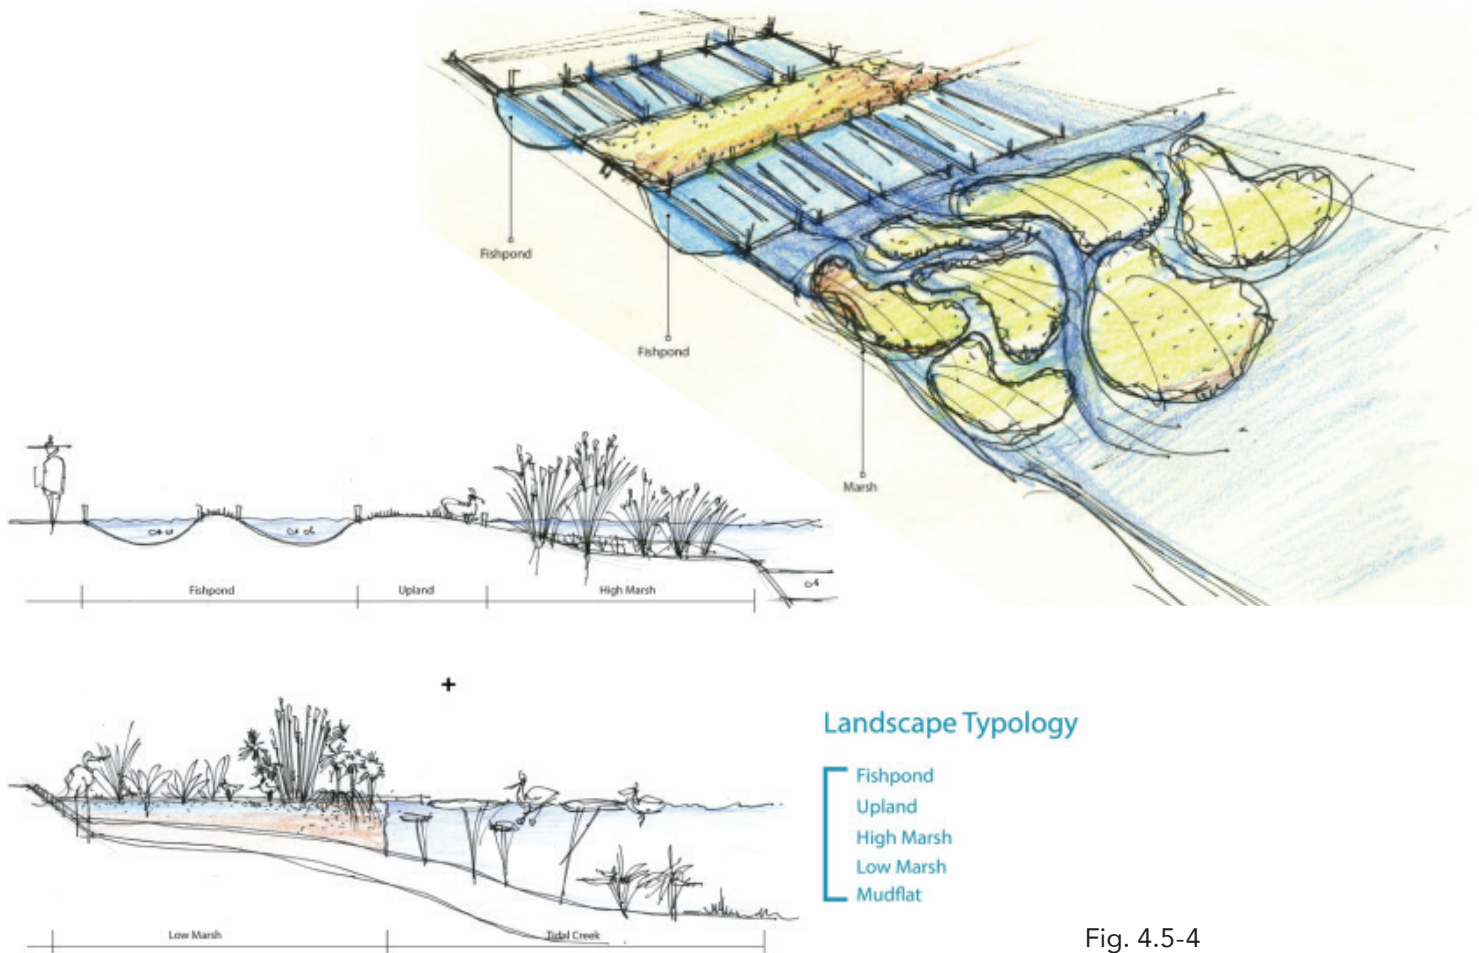 Fishpond
Fishpond
Marsh
Fishpond Upland High Marsh
+
Landscape Typology
Fishpond
Upland
High Marsh
Low Marsh
Mudflat
Low Marsh Tidal Creek
Fig. 4.5-4